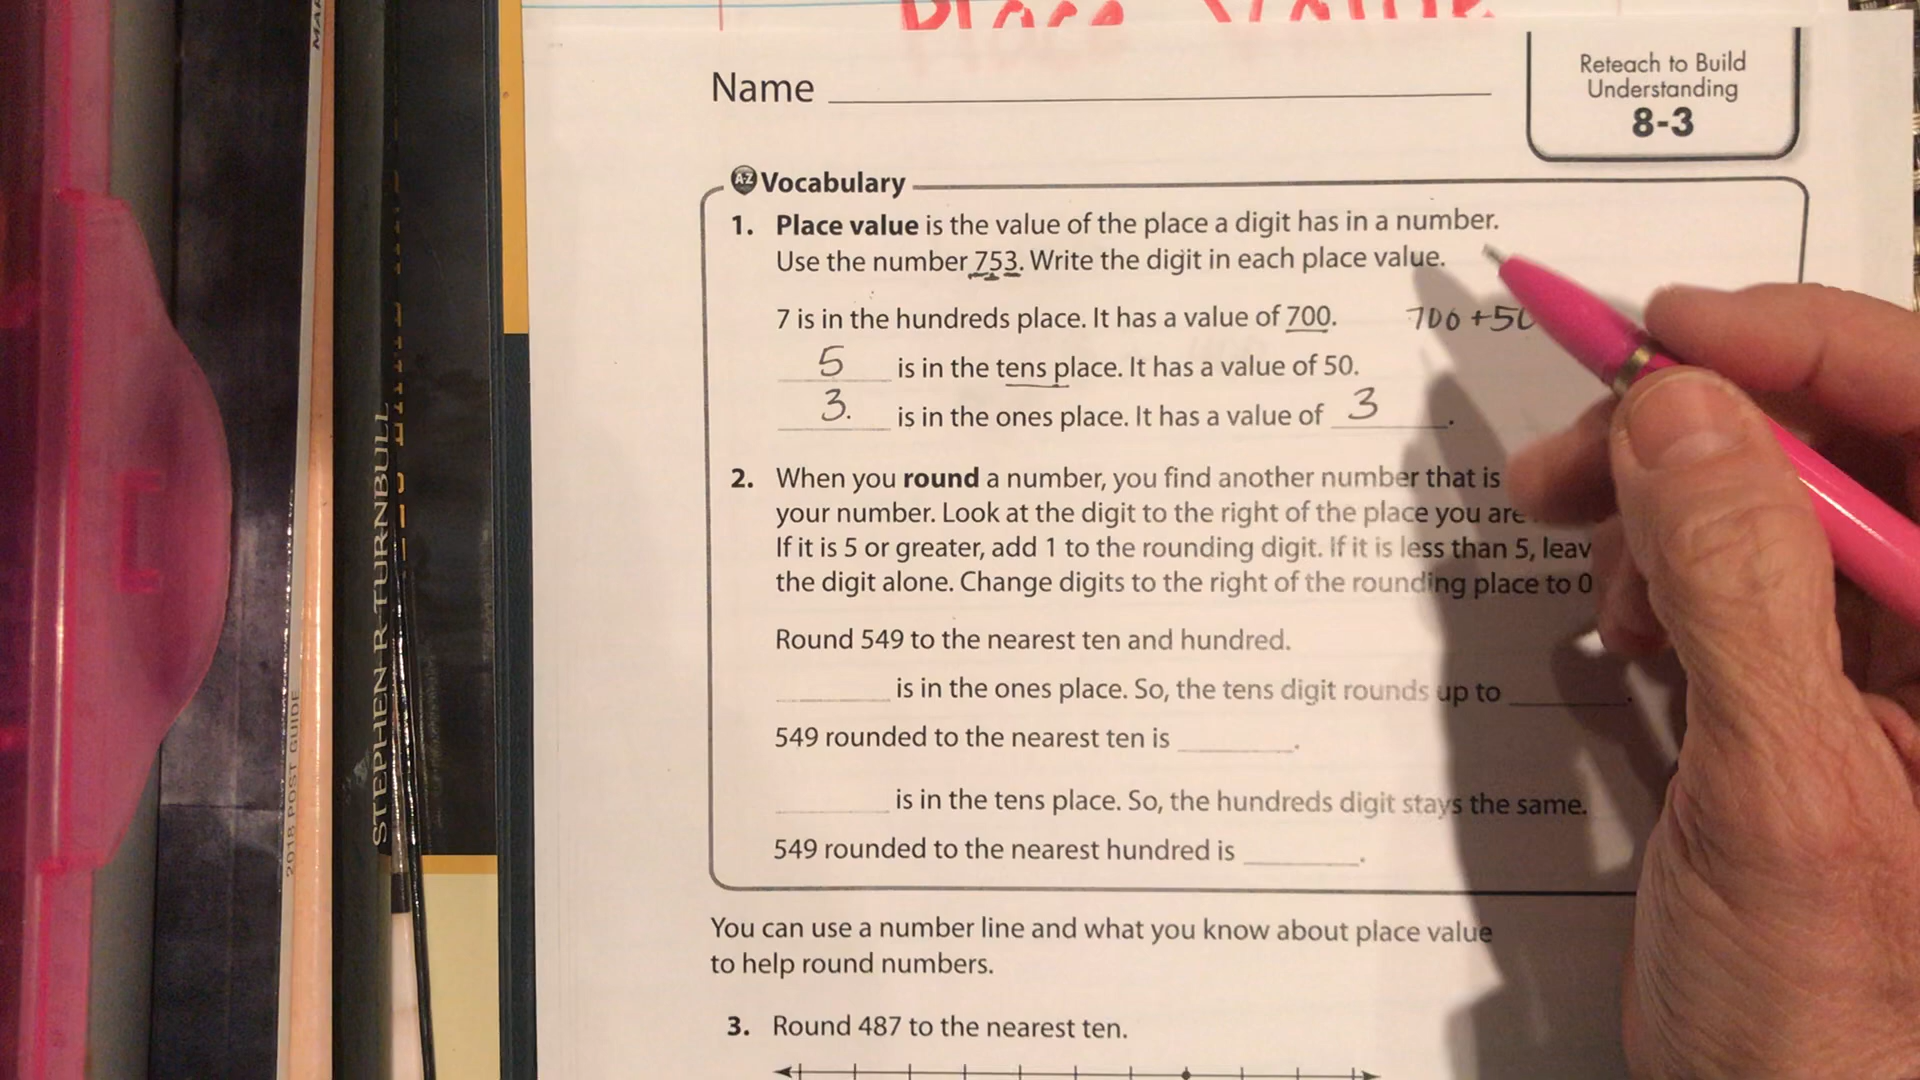 Place Value
Name
Reteach to Build
Understanding
8-3
A-Z Vocabulary
1. Place value is the value of the place a digit has in a number.
Use the number 753. Write the digit in each place value.
7 is in the hundreds place. It has a value of 700. 700 + 50
5 is in the tens place. It has a value of 50.
3. is in the ones place. It has a value of 3.
2. When you round a number, you find another number that is
your number. Look at the digit to the right of the place you are
If it is 5 or greater, add 1 to the rounding digit. If it is less than 5, leav
the digit alone. Change digits to the right of the rounding place to 0
Round 549 to the nearest ten and hundred.
is in the ones place. So, the tens digit rounds up to .
549 rounded to the nearest ten is .
is in the tens place. So, the hundreds digit stays the same.
549 rounded to the nearest hundred is .
You can use a number line and what you know about place value
to help round numbers.
3. Round 487 to the nearest ten.
STEPHEN R TURNBULL
2018 POST GUIDE